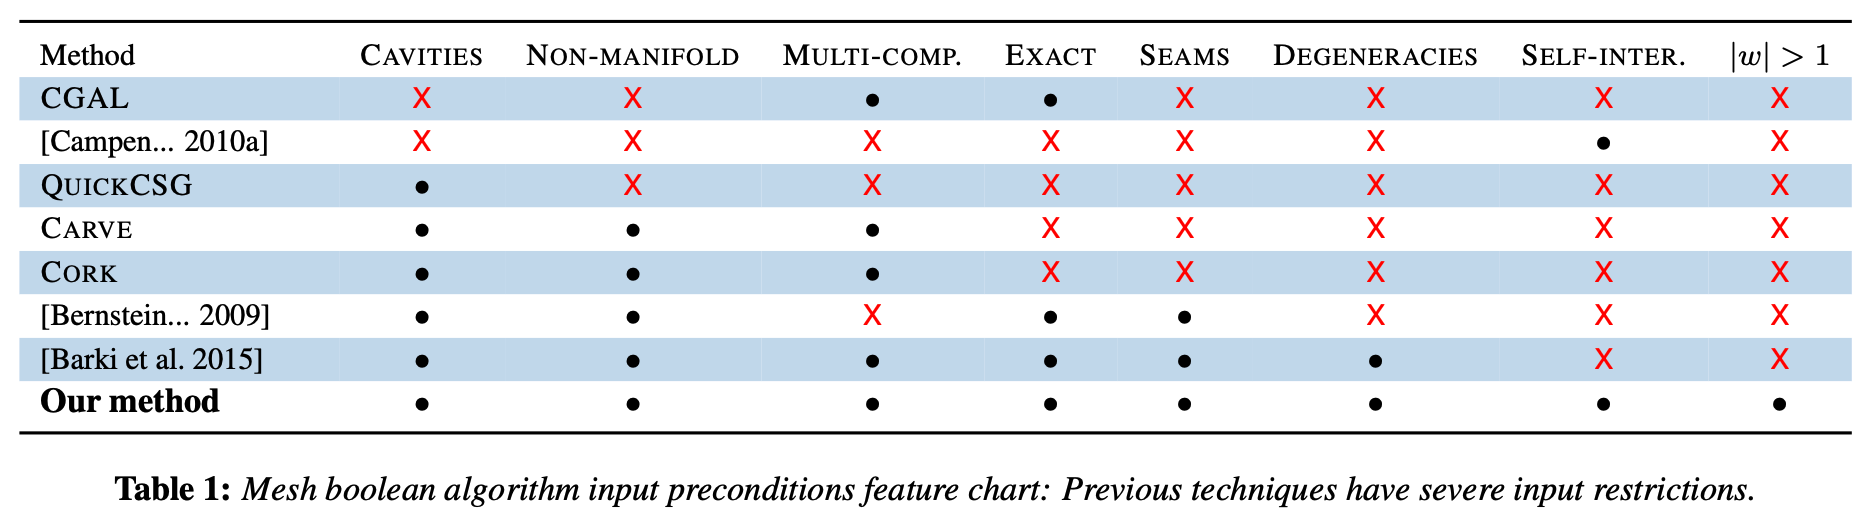 Method CAVITIES NON-MANIFOLD MULTI-COMP. EXACT SEAMS DEGENERACIES SELF-INTER. |w| > 1
CGAL X X • • X X X X
[Campen... 2010a] X X X X X X • X
QUICKCSG • X X X X X X X
CARVE • • • X X X X X
CORK • • • X X X X X
[Bernstein... 2009] • • X • • X X X
[Barki et al. 2015] • • • • • • X X
Our method • • • • • • • •
Table 1: Mesh boolean algorithm input preconditions feature chart: Previous techniques have severe input restrictions.